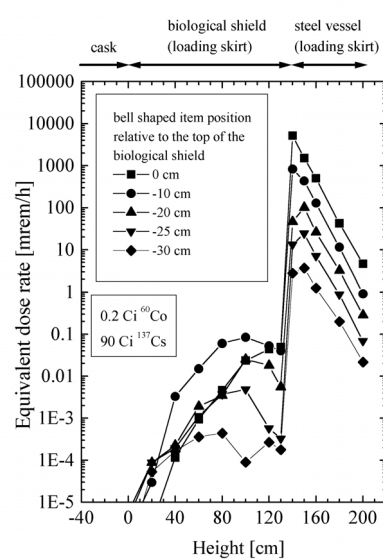 biological shield
steel vessel
cask
(loading skirt)
(loading skirt)
100000
10000
1000
100
10
1
0.1
0.01
1E-3
1E-4
1E-5
Equivalent dose rate [mrem/h]
bell shaped item position
relative to the top of the
biological shield
0 cm
-10 cm
-20 cm
-25 cm
-30 cm
0.2 Ci ⁶⁰Co
90 Ci ¹³⁷Cs
-40 0 40 80 120 160 200
Height [cm]